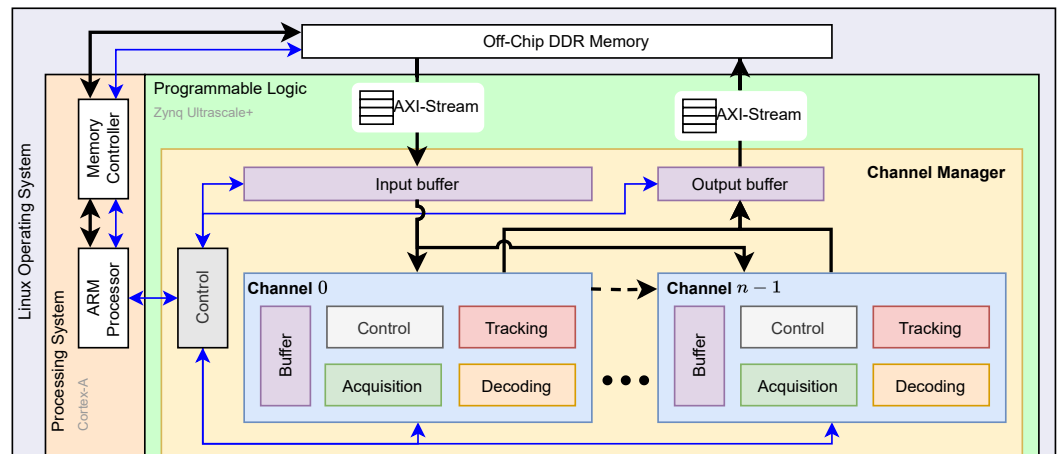 Off-Chip DDR Memory
Programmable Logic
Zynq Ultrascale+
AXI-Stream
AXI-Stream
Memory
Controller
Input buffer
Output buffer
Channel Manager
Linux Operating System
Processing System
Cortex-A
ARM
Processor
Control
Channel 0
Buffer
Control
Tracking
Acquisition
Decoding
Channel n − 1
Buffer
Control
Tracking
Acquisition
Decoding